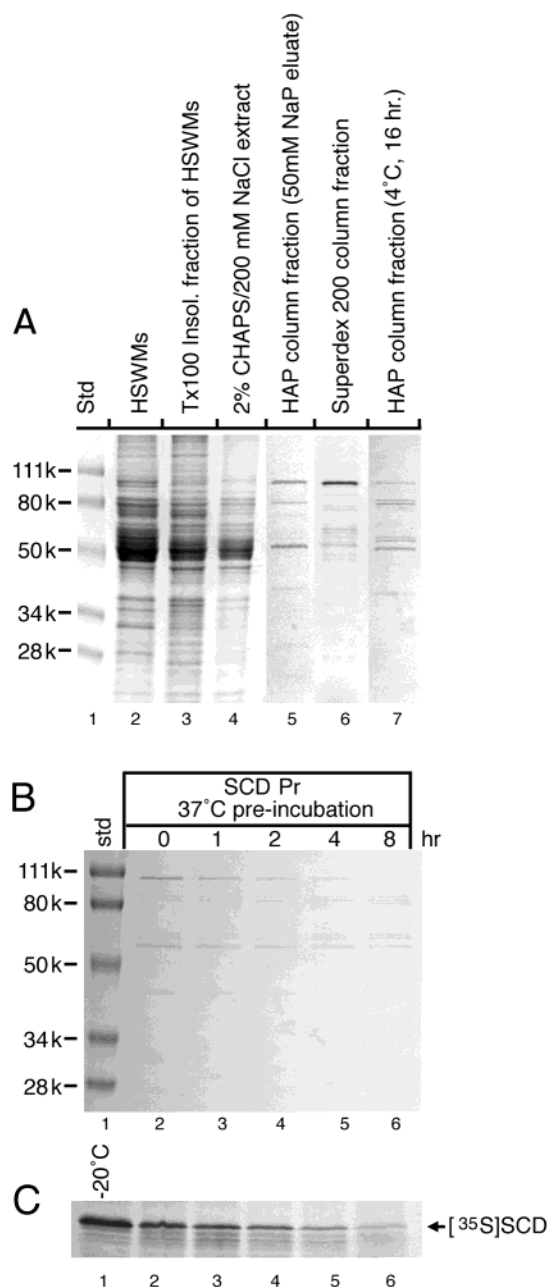 A
Std
HSWMs
Tx100 Insol. fraction of HSWMs
2% CHAPS/200 mM NaCl extract
HAP column fraction (50mM NaP eluate)
Superdex 200 column fraction
HAP column fraction (4°C, 16 hr.)
111k
80k
50k
34k
28k
1 2 3 4 5 6 7
B
SCD Pr
37°C pre-incubation
std 0 1 2 4 8 hr
111k
80k
50k
34k
28k
1 2 3 4 5 6
C
-20°C
[³⁵S]SCD
1 2 3 4 5 6